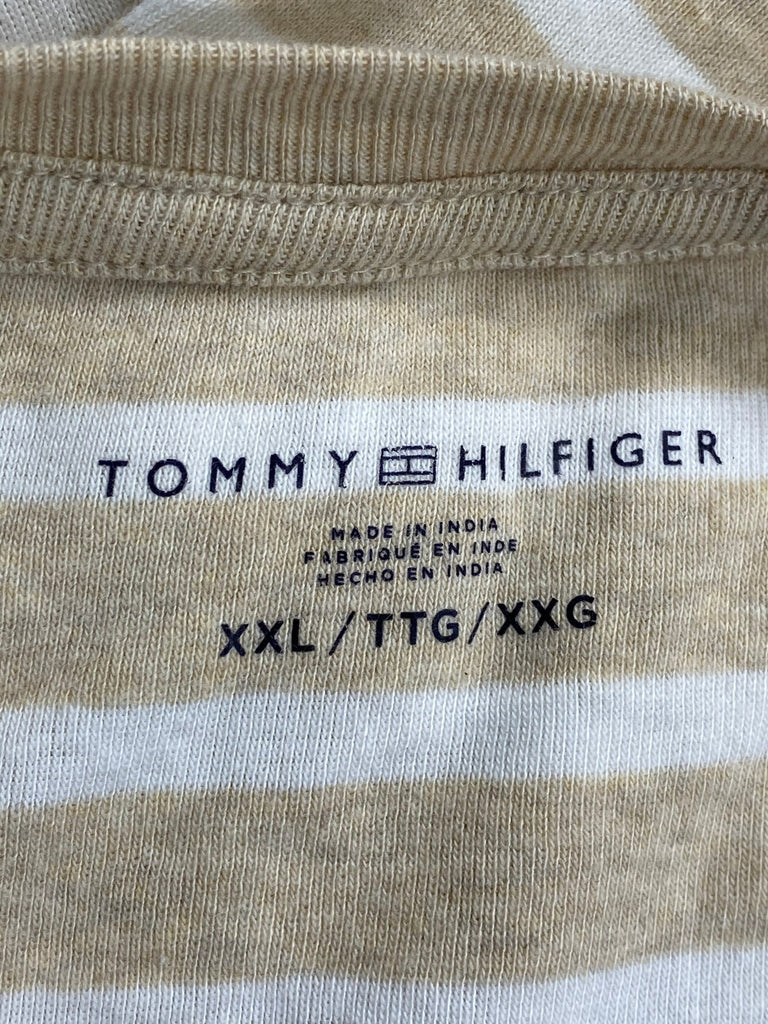 TOMMY HILFIGER
MADE IN INDIA
FABRIQUÉ EN INDE
HECHO EN INDIA
XXL/TTG/XXG